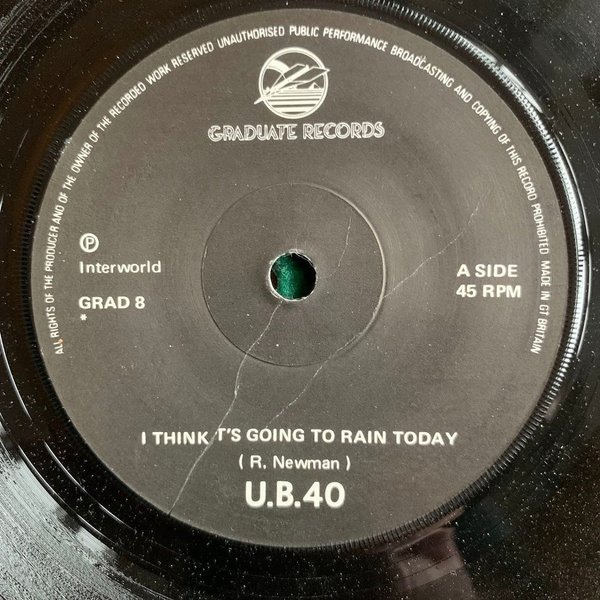 ALL RIGHTS OF THE PRODUCER AND OF THE OWNER OF THE RECORDED WORK RESERVED UNAUTHORISED PUBLIC PERFORMANCE BROADCASTING AND COPYING OF THIS RECORD PROHIBITED MADE IN GT BRITAIN
GRADUATE RECORDS
Ⓟ
Interworld
GRAD 8
*
A SIDE
45 RPM
I THINK T'S GOING TO RAIN TODAY
( R. Newman )
U.B.40